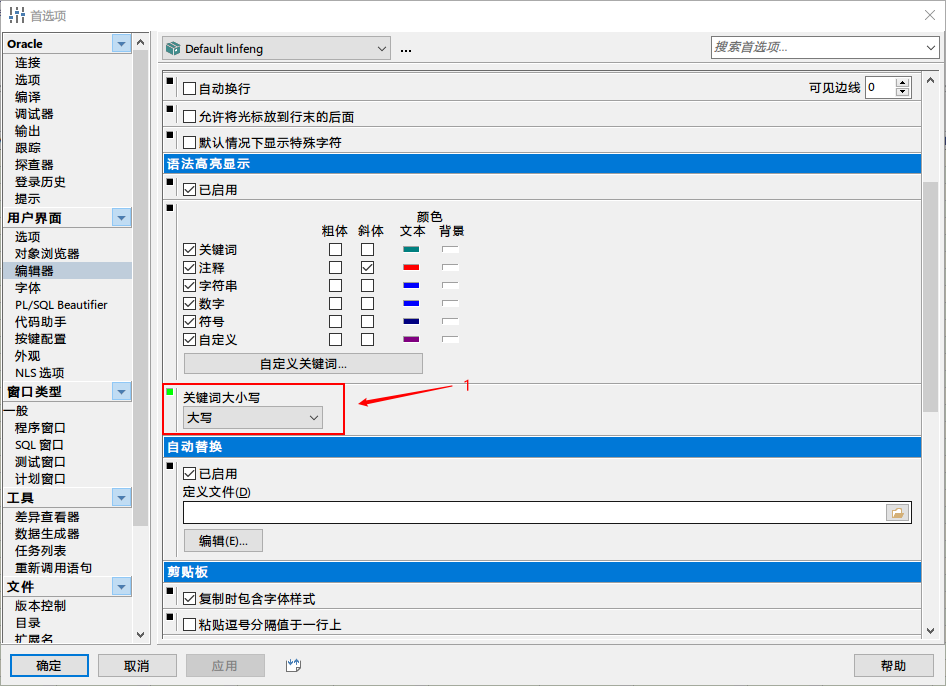 首选项
Oracle
连接
选项
编译
调试器
输出
跟踪
探查器
登录历史
提示
用户界面
选项
对象浏览器
编辑器
字体
PL/SQL Beautifier
代码助手
按键配置
外观
NLS 选项
窗口类型
一般
程序窗口
SQL 窗口
测试窗口
计划窗口
工具
差异查看器
数据生成器
任务列表
重新调用语句
文件
版本控制
目录
扩展名
Default linfeng
...
搜索首选项...
自动换行
可见边线 0
允许将光标放到行末的后面
默认情况下显示特殊字符
语法高亮显示
已启用
颜色
粗体 斜体 文本 背景
关键词
注释
字符串
数字
符号
自定义
自定义关键词...
关键词大小写
大写
1
自动替换
已启用
定义文件(D)
编辑(E)...
剪贴板
复制时包含字体样式
粘贴逗号分隔值于一行上
确定 取消 应用 帮助